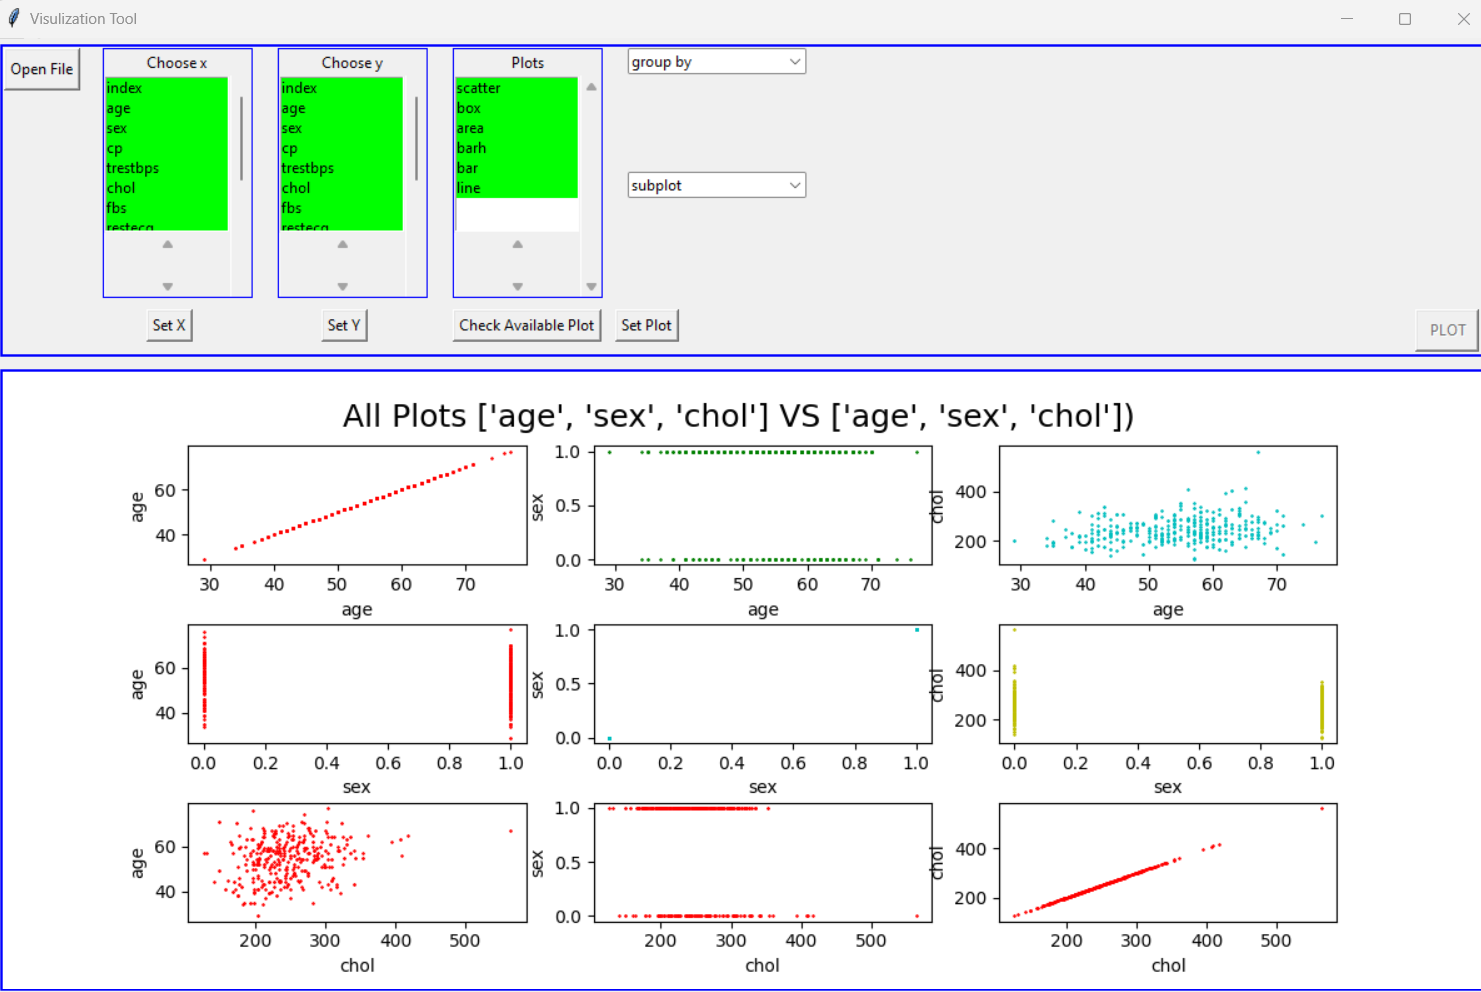 Visulization Tool
Open File
Choose x
index
age
sex
cp
trestbps
chol
fbs
restecg
Set X
Choose y
index
age
sex
cp
trestbps
chol
fbs
restecg
Set Y
Plots
scatter
box
area
barh
bar
line
Check Available Plot
Set Plot
group by
subplot
PLOT
All Plots ['age', 'sex', 'chol'] VS ['age', 'sex', 'chol'])
age
60
40
30 40 50 60 70
age
sex
1.0
0.5
0.0
30 40 50 60 70
age
chol
400
200
30 40 50 60 70
age
age
60
40
0.0 0.2 0.4 0.6 0.8 1.0
sex
sex
1.0
0.5
0.0
0.0 0.2 0.4 0.6 0.8 1.0
sex
chol
400
200
0.0 0.2 0.4 0.6 0.8 1.0
sex
age
60
40
200 300 400 500
chol
sex
1.0
0.5
0.0
200 300 400 500
chol
chol
400
200
200 300 400 500
chol